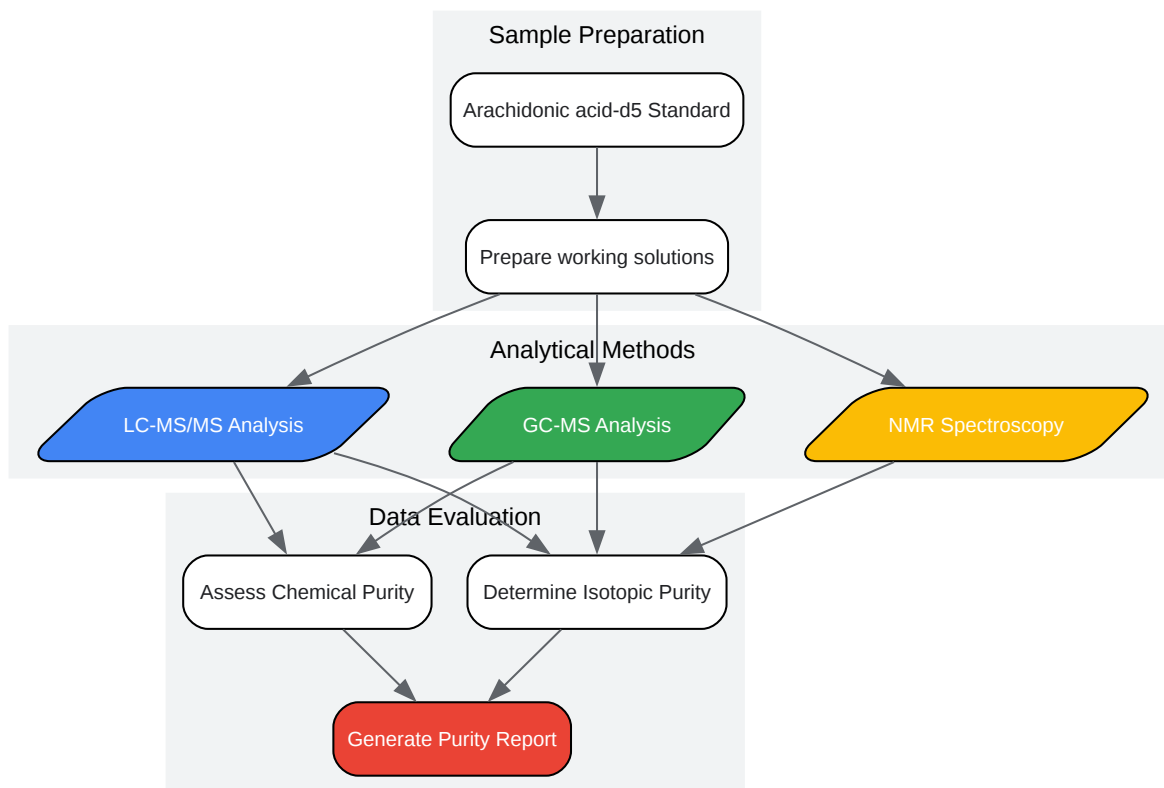 Sample Preparation
Arachidonic acid-d5 Standard
Prepare working solutions
Analytical Methods
LC-MS/MS Analysis
GC-MS Analysis
NMR Spectroscopy
Data Evaluation
Assess Chemical Purity
Determine Isotopic Purity
Generate Purity Report